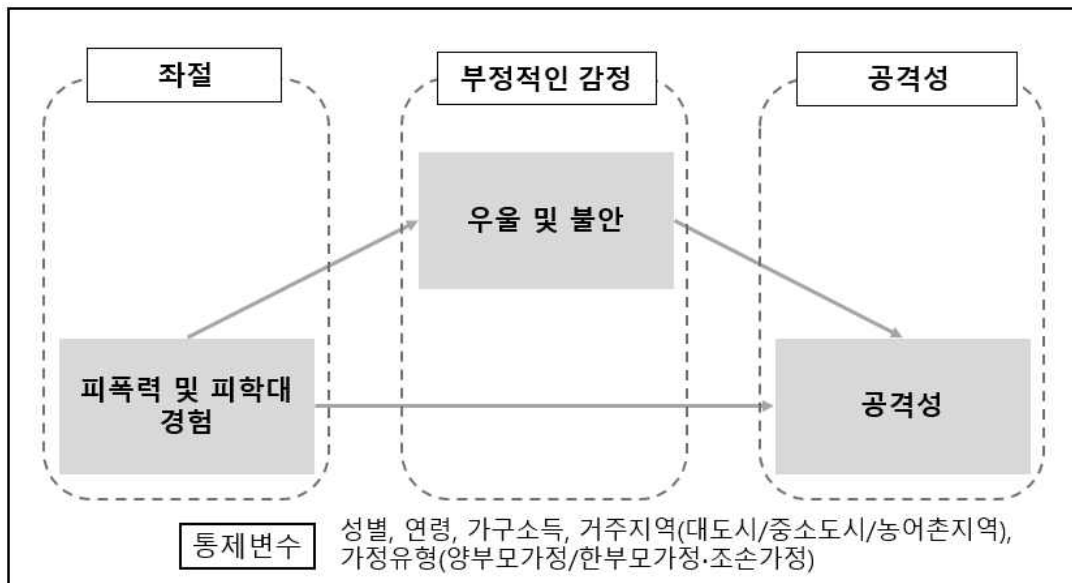 좌절
부정적인 감정
공격성
우울 및 불안
피폭력 및 피학대
경험
공격성
통제변수
성별, 연령, 가구소득, 거주지역(대도시/중소도시/농어촌지역),
가정유형(양부모가정/한부모가정·조손가정)